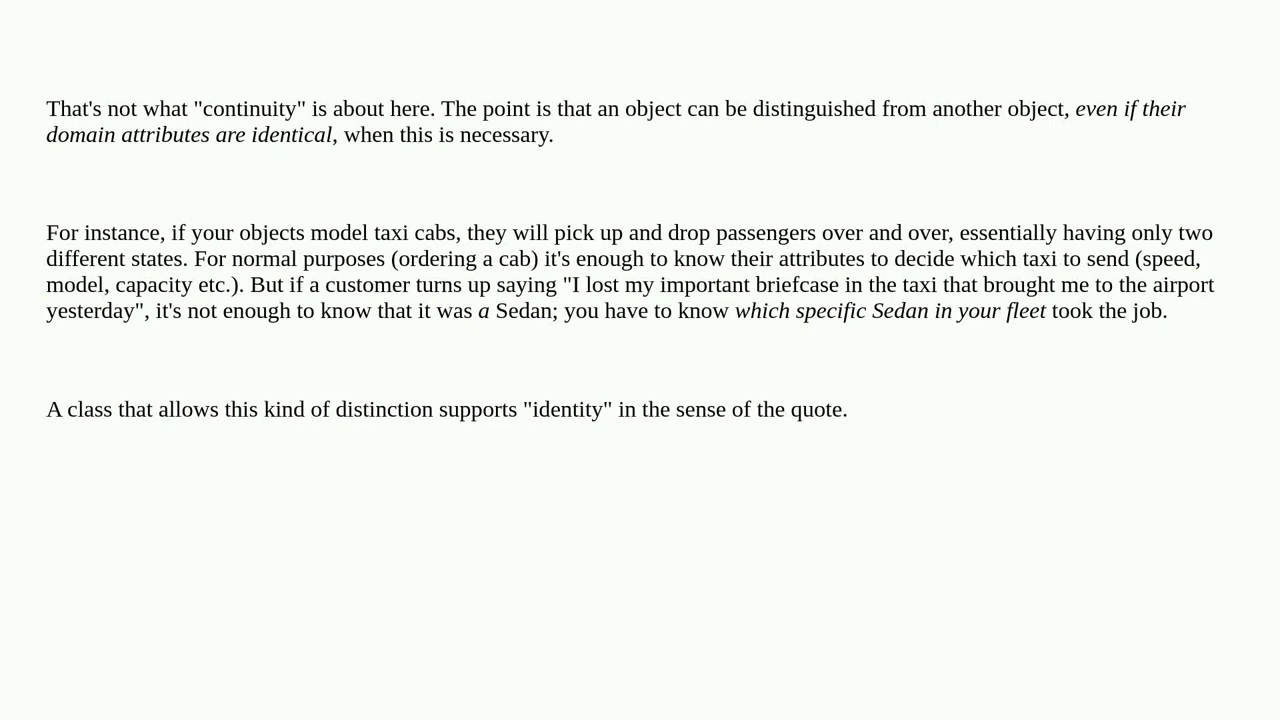 That's not what "continuity" is about here. The point is that an object can be distinguished from another object, even if their
domain attributes are identical, when this is necessary.
For instance, if your objects model taxi cabs, they will pick up and drop passengers over and over, essentially having only two
different states. For normal purposes (ordering a cab) it's enough to know their attributes to decide which taxi to send (speed,
model, capacity etc.). But if a customer turns up saying "I lost my important briefcase in the taxi that brought me to the airport
yesterday", it's not enough to know that it was a Sedan; you have to know which specific Sedan in your fleet took the job.
A class that allows this kind of distinction supports "identity" in the sense of the quote.